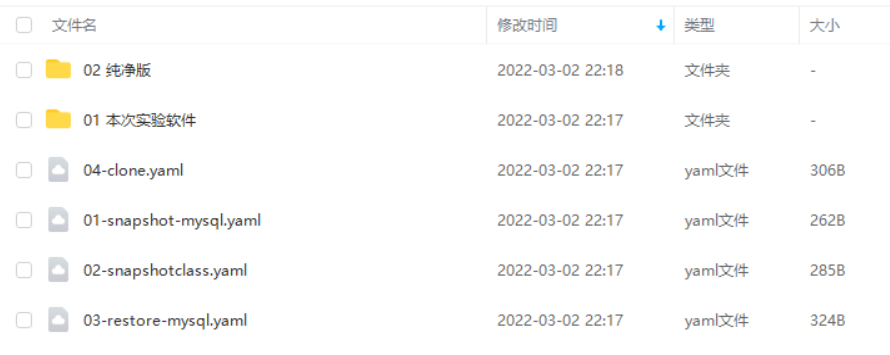 文件名 修改时间 类型 大小
02 纯净版 2022-03-02 22:18 文件夹 -
01 本次实验软件 2022-03-02 22:17 文件夹 -
04-clone.yaml 2022-03-02 22:17 yaml文件 306B
01-snapshot-mysql.yaml 2022-03-02 22:17 yaml文件 262B
02-snapshotclass.yaml 2022-03-02 22:17 yaml文件 285B
03-restore-mysql.yaml 2022-03-02 22:17 yaml文件 324B